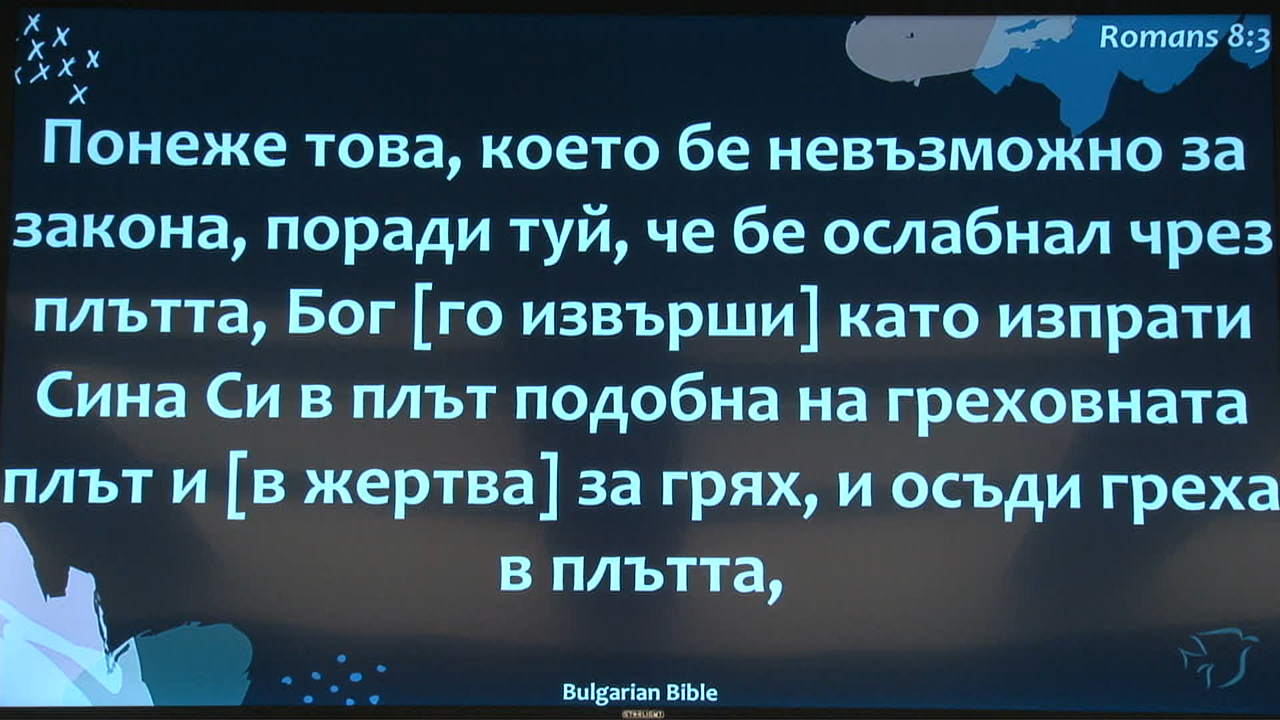 Romans 8:3
Понеже това, което бе невъзможно за
закона, поради туй, че бе ослабнал чрез
плътта, Бог [го извърши] като изпрати
Сина Си в плът подобна на греховната
плът и [в жертва] за грях, и осъди греха
в плътта,
Bulgarian Bible
STARLIGHT